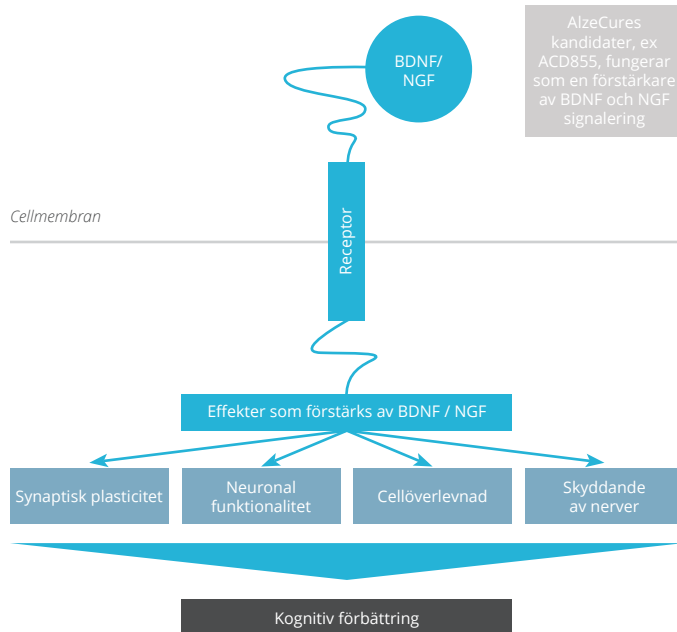 BDNF/
NGF
AlzeCures
kandidater, ex
ACD855, fungerar
som en förstärkare
av BDNF och NGF
signalering
Cellmembran
Receptor
Effekter som förstärks av BDNF / NGF
Synaptisk plasticitet
Neuronal
funktionalitet
Cellöverlevnad
Skyddande
av nerver
Kognitiv förbättring